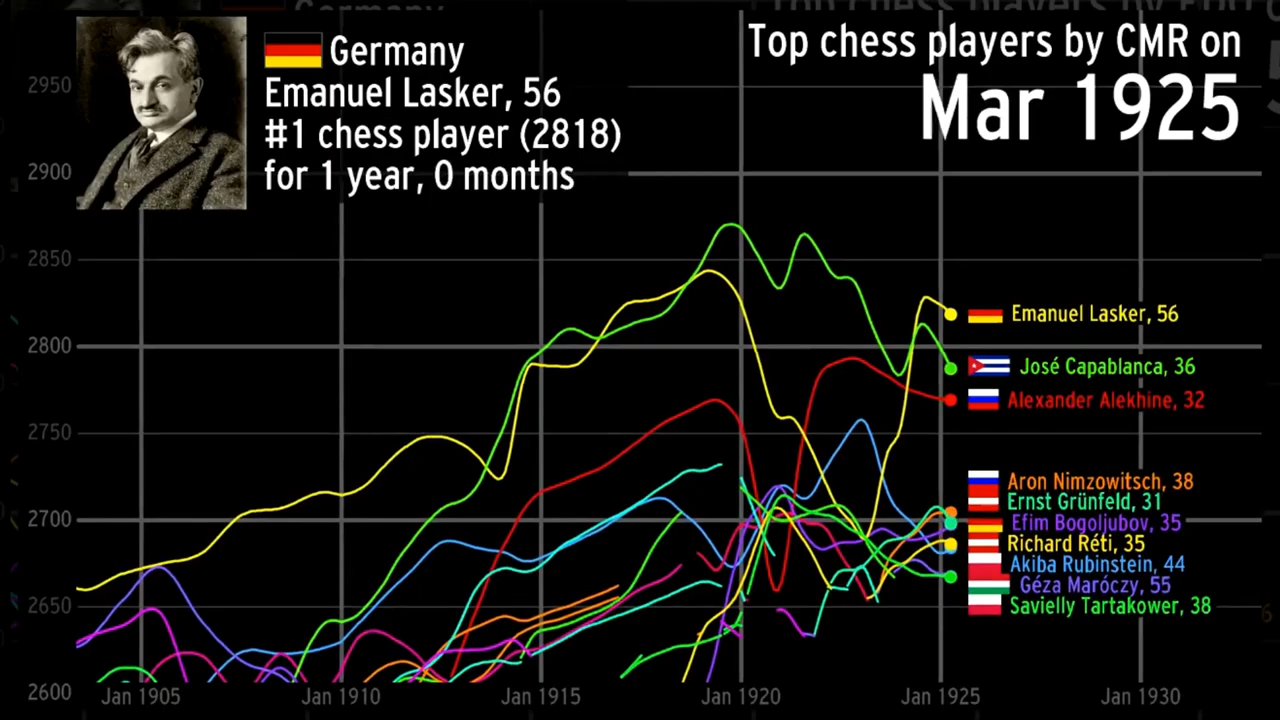 Germany
Emanuel Lasker, 56
#1 chess player (2818)
for 1 year, 0 months
Top chess players by CMR on
Mar 1925
2950
2900
2850
2800
2750
2700
2650
2600
Emanuel Lasker, 56
José Capablanca, 36
Alexander Alekhine, 32
Aron Nimzowitsch, 38
Ernst Grünfeld, 31
Efim Bogoljubov, 35
Richard Réti, 35
Akiba Rubinstein, 44
Géza Maróczy, 55
Savielly Tartakower, 38
Jan 1905
Jan 1910
Jan 1915
Jan 1920
Jan 1925
Jan 1930